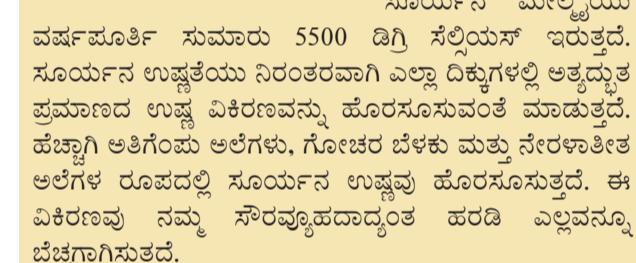 ಸೂರ್ಯನ ಮೇಲ್ಮೈಯು
ವರ್ಷಪೂರ್ತಿ ಸುಮಾರು 5500 ಡಿಗ್ರಿ ಸೆಲ್ಸಿಯಸ್ ಇರುತ್ತದೆ.
ಸೂರ್ಯನ ಉಷ್ಣತೆಯು ನಿರಂತರವಾಗಿ ಎಲ್ಲಾ ದಿಕ್ಕುಗಳಲ್ಲಿ ಅತ್ಯದ್ಭುತ
ಪ್ರಮಾಣದ ಉಷ್ಣ ವಿಕಿರಣವನ್ನು ಹೊರಸೂಸುವಂತೆ ಮಾಡುತ್ತದೆ.
ಹೆಚ್ಚಾಗಿ ಅತಿಗೆಂಪು ಅಲೆಗಳು, ಗೋಚರ ಬೆಳಕು ಮತ್ತು ನೇರಳಾತೀತ
ಅಲೆಗಳ ರೂಪದಲ್ಲಿ ಸೂರ್ಯನ ಉಷ್ಣವು ಹೊರಸೂಸುತ್ತದೆ. ಈ
ವಿಕಿರಣವು ನಮ್ಮ ಸೌರವ್ಯೂಹದಾದ್ಯಂತ ಹರಡಿ ಎಲ್ಲವನ್ನೂ
ಬೆಚ್ಚಗಾಗಿಸುತ್ತದೆ.